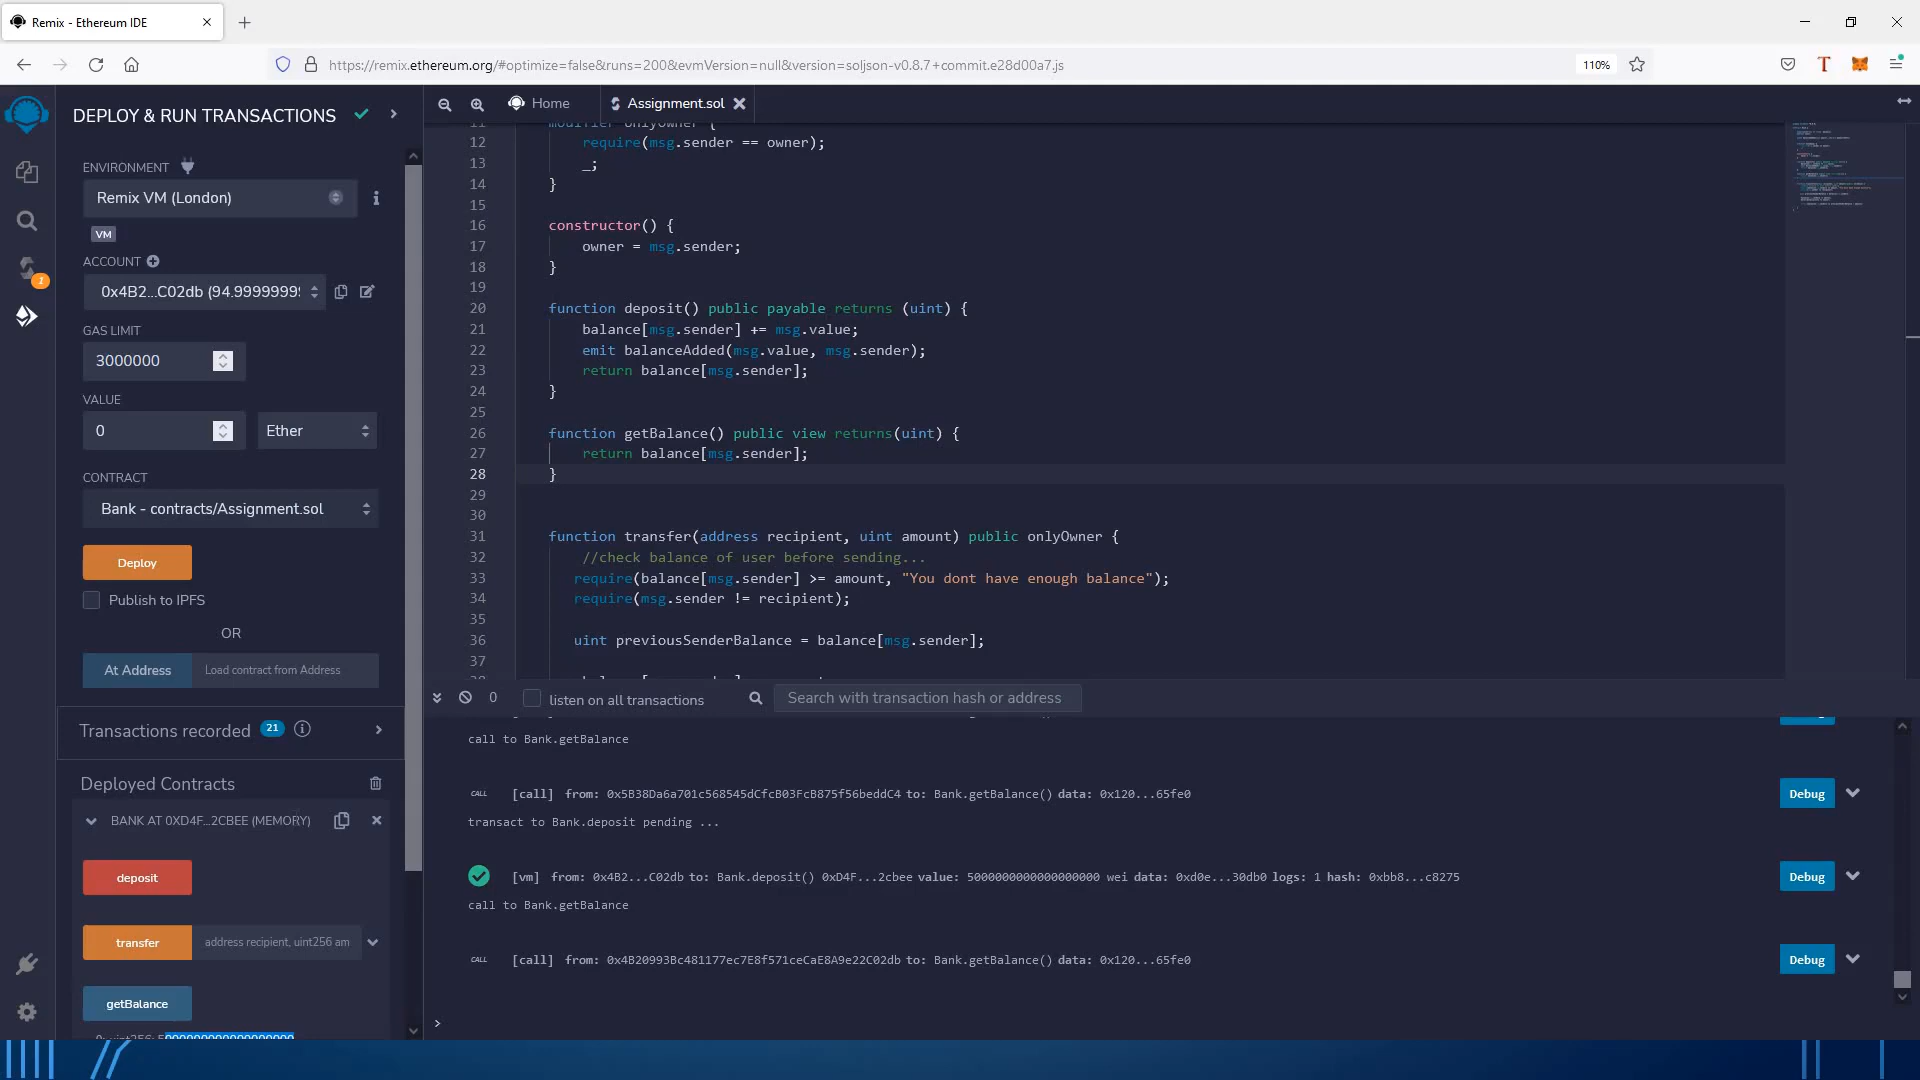 Remix - Ethereum IDE
https://remix.ethereum.org/#optimize=false&runs=200&evmVersion=null&version=soljson-v0.8.7+commit.e28d00a7.js
110%
DEPLOY & RUN TRANSACTIONS
ENVIRONMENT
Remix VM (London)
VM
ACCOUNT
0x4B2...C02db (94.9999999
GAS LIMIT
3000000
VALUE
0
Ether
CONTRACT
Bank - contracts/Assignment.sol
Deploy
Publish to IPFS
OR
At Address
Load contract from Address
Transactions recorded 21
Deployed Contracts
BANK AT 0XD4F...2CBEE (MEMORY)
deposit
transfer
address recipient, uint256 am
getBalance
1
Home
Assignment.sol
11 modifier onlyOwner {
12 require(msg.sender == owner);
13 _;
14 }
15
16 constructor() {
17 owner = msg.sender;
18 }
19
20 function deposit() public payable returns (uint) {
21 balance[msg.sender] += msg.value;
22 emit balanceAdded(msg.value, msg.sender);
23 return balance[msg.sender];
24 }
25
26 function getBalance() public view returns(uint) {
27 return balance[msg.sender];
28 }
29
30
31 function transfer(address recipient, uint amount) public onlyOwner {
32 //check balance of user before sending...
33 require(balance[msg.sender] >= amount, "You dont have enough balance");
34 require(msg.sender != recipient);
35
36 uint previousSenderBalance = balance[msg.sender];
37
0
listen on all transactions
Search with transaction hash or address
call to Bank.getBalance
CALL [call] from: 0x5B38Da6a701c568545dCfcB03FcB875f56beddC4 to: Bank.getBalance() data: 0x120...65fe0
Debug
transact to Bank.deposit pending ...
[vm] from: 0x4B2...C02db to: Bank.deposit() 0xD4F...2cbee value: 5000000000000000000 wei data: 0xd0e...30db0 logs: 1 hash: 0xbb8...c8275
Debug
call to Bank.getBalance
CALL [call] from: 0x4B20993Bc481177ec7E8f571ceCaE8A9e22C02db to: Bank.getBalance() data: 0x120...65fe0
Debug
>